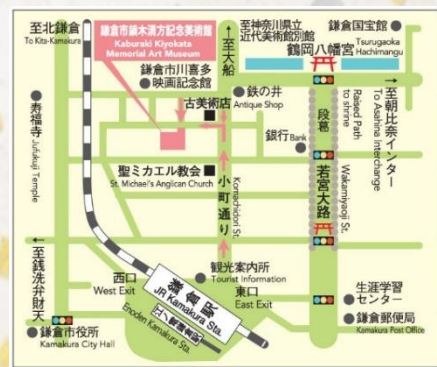 至北鎌倉
To Kita-Kamakura
鎌倉市鏑木清方記念美術館
Kaburaki Kiyokata
Memorial Art Museum
至大船
至神奈川県立
近代美術館別館
鎌倉国宝館
鶴岡八幡宮
Tsurugaoka
Hachimangu
鎌倉市川喜多
映画記念館
鉄の井
古美術店
Antique Shop
寿福寺
Jufukuji Temple
銀行 Bank
段葛
Raised Path
to shrine
至朝比奈インター
To Asahina Interchange
聖ミカエル教会
St. Michael's Anglican Church
小町通り
Komachidori St.
若宮大路
Wakamiyaoji St.
至銭洗弁財天
西口
West Exit
鎌倉駅
JR Kamakura Sta.
Enoden Kamakura Sta.
観光案内所
Tourist Information
東口
East Exit
生涯学習
センター
鎌倉市役所
Kamakura City Hall
鎌倉郵便局
Kamakura Post Office